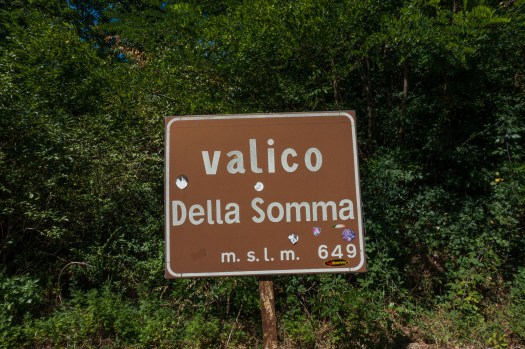 valico
Della Somma
m. s. l. m. 649